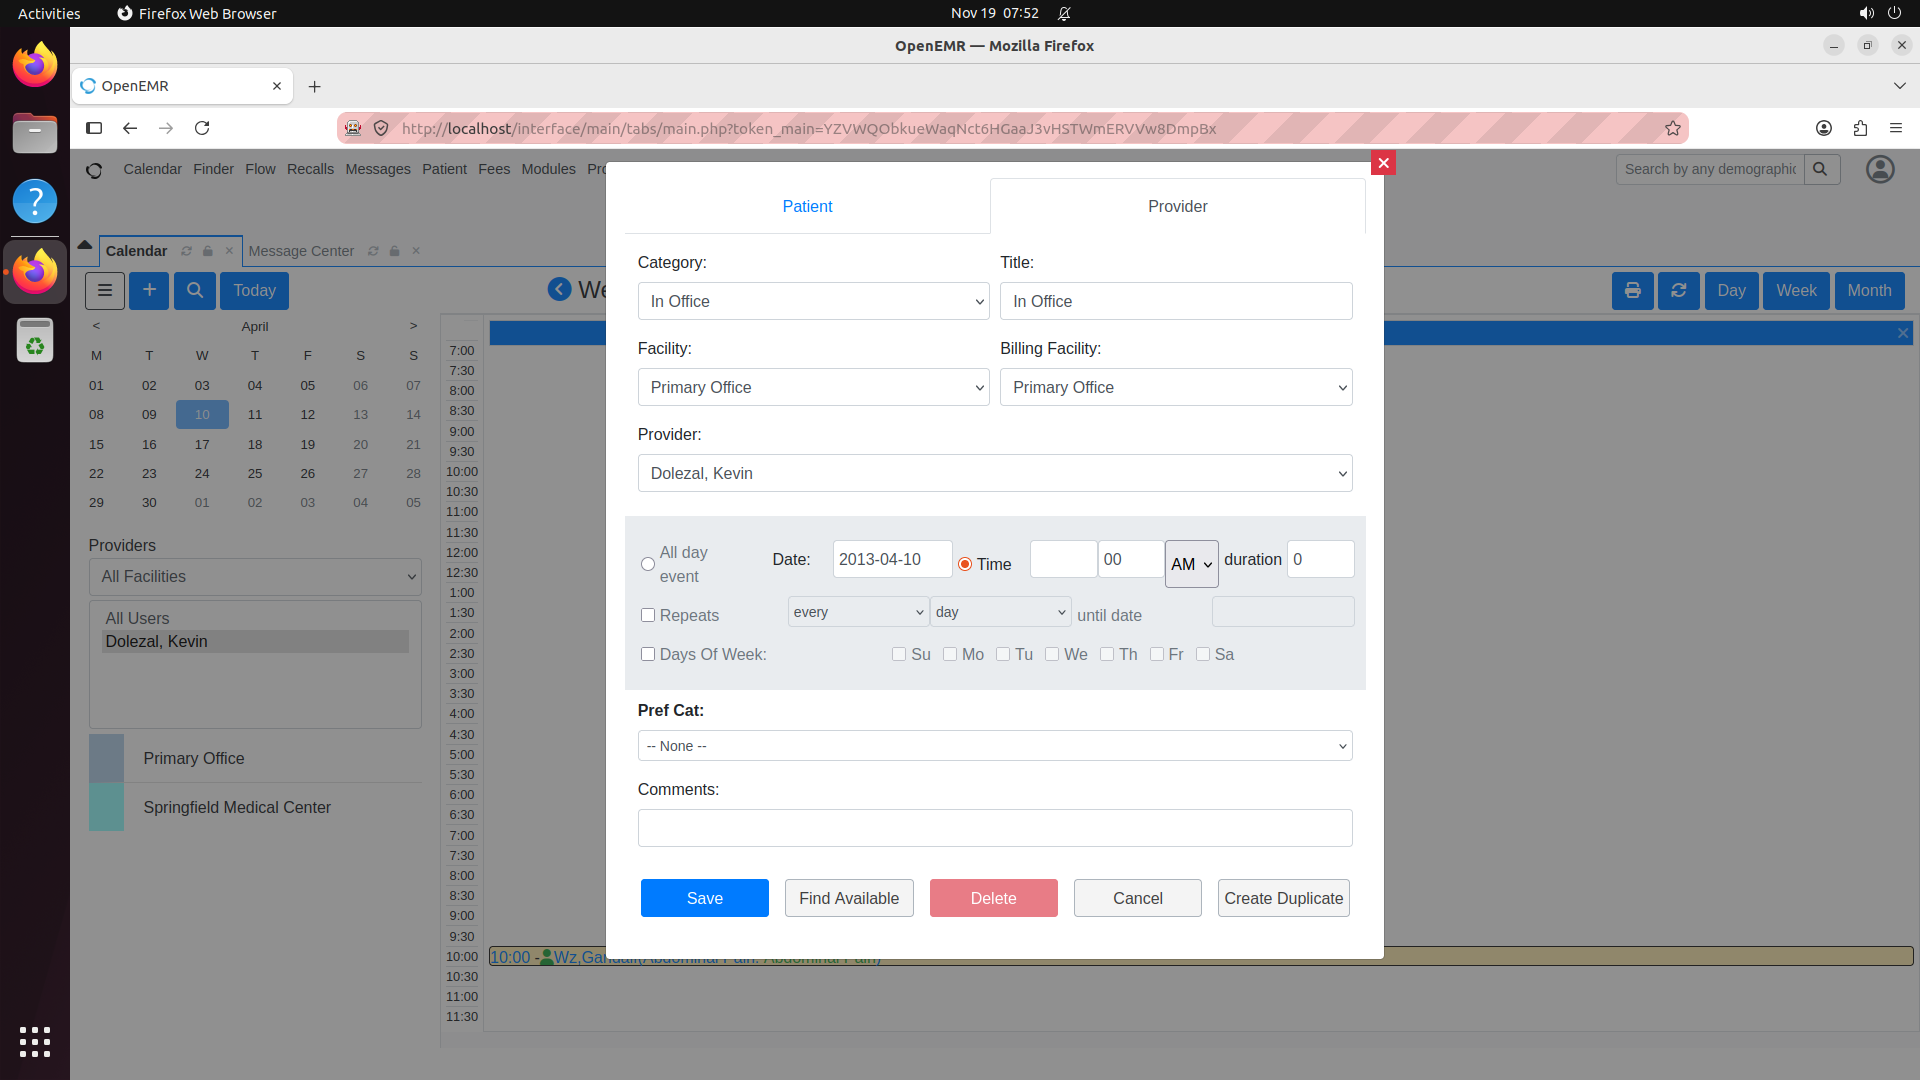 Activities
Firefox Web Browser
Nov 19 07:52
OpenEMR — Mozilla Firefox
OpenEMR
http://localhost/interface/main/tabs/main.php?token_main=YZVWQObkueWaqNct6HGaaJ3vHSTWmERVVw8DmpBx
Calendar Finder Flow Recalls Messages Patient Fees Modules
Search by any demographic
Calendar
Message Center
Today
Day Week Month
< April >
M T W T F S S
01 02 03 04 05 06 07
08 09 10 11 12 13 14
15 16 17 18 19 20 21
22 23 24 25 26 27 28
29 30 01 02 03 04 05
Providers
All Facilities
All Users
Dolezal, Kevin
Primary Office
Springfield Medical Center
7:00
7:30
8:00
8:30
9:00
9:30
10:00
10:30
11:00
11:30
12:00
12:30
1:00
1:30
2:00
2:30
3:00
3:30
4:00
4:30
5:00
5:30
6:00
6:30
7:00
7:30
8:00
8:30
9:00
9:30
10:00
10:30
11:00
11:30
10:00 - Wz,Gandalf(Abdominal Pain: Abdominal Pain)
Patient
Provider
Category:
In Office
Title:
In Office
Facility:
Primary Office
Billing Facility:
Primary Office
Provider:
Dolezal, Kevin
All day event
Date: 2013-04-10
Time 00 AM duration 0
Repeats every day until date
Days Of Week: Su Mo Tu We Th Fr Sa
Pref Cat:
-- None --
Comments:
Save
Find Available
Delete
Cancel
Create Duplicate